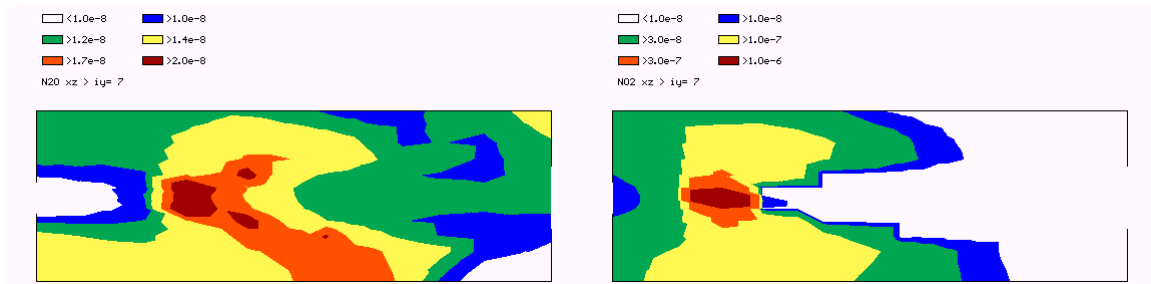 <1.0e-8 >1.0e-8
>1.2e-8 >1.4e-8
>1.7e-8 >2.0e-8
N2O xz > iy= 7
<1.0e-8 >1.0e-8
>3.0e-8 >1.0e-7
>3.0e-7 >1.0e-6
NO2 xz > iy= 7